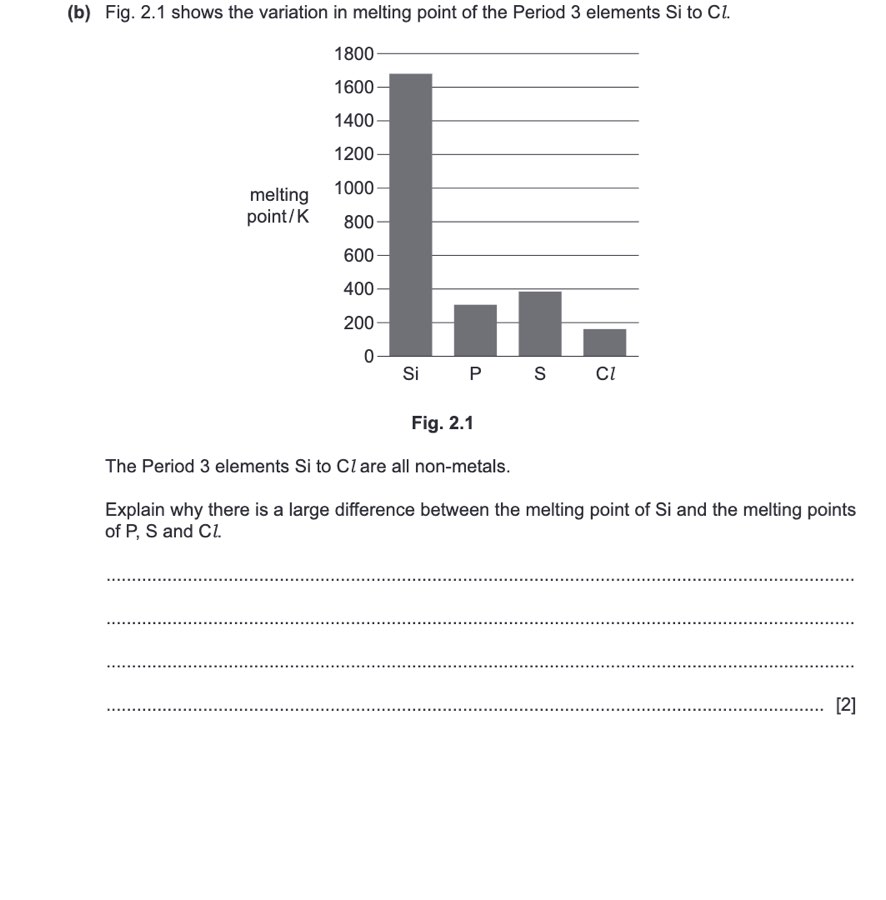 (b) Fig. 2.1 shows the variation in melting point of the Period 3 elements Si to Cl.
1800
1600
1400
1200
melting 1000
point/K 800
600
400
200
0
Si P S Cl
Fig. 2.1
The Period 3 elements Si to Cl are all non-metals.
Explain why there is a large difference between the melting point of Si and the melting points
of P, S and Cl.
[2]